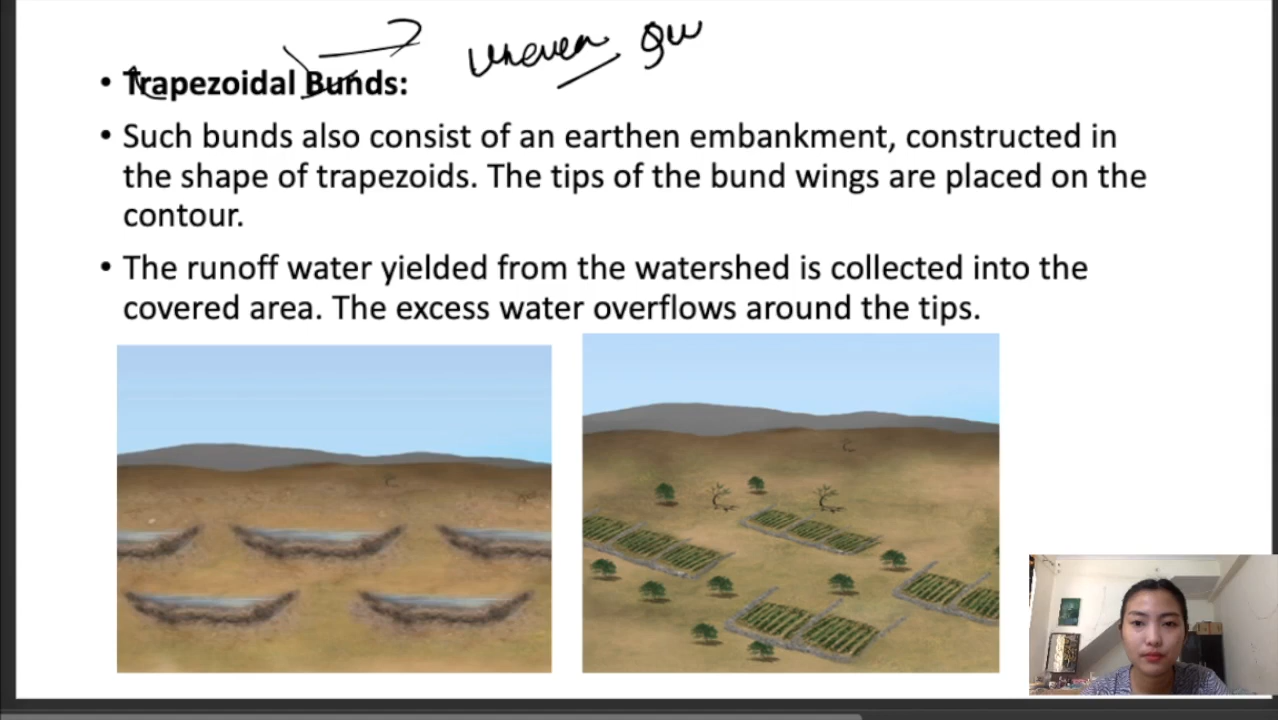 uneven
• Trapezoidal Bunds:
• Such bunds also consist of an earthen embankment, constructed in
the shape of trapezoids. The tips of the bund wings are placed on the
contour.
• The runoff water yielded from the watershed is collected into the
covered area. The excess water overflows around the tips.